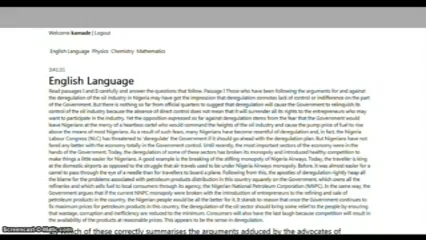 Welcome kamade | Logout
English Language Physics Chemistry Mathematics
English Language
Read passages I and II carefully and answer the questions that follow. Passage I Those who have been following the arguments for and against
the deregulation of the oil industry in Nigeria may have got the impression that deregulation connotes lack of control or indifference on the part
of the Government. But there is nothing so far from official quarters to suggest that deregulation will cause the Government to relinquish its
control of the oil industry because the absence of direct control does not mean that it will surrender all its rights to the entrepreneurs who may
want to participate in the industry. Yet the opposition expressed so far against deregulation stems from the fear that the Government would
leave Nigerians at the mercy of a heartless cartel who would command the heights of the oil industry and cause the pump price of fuel to rise
above the means of most Nigerians. As a result of such fears, many Nigerians have become resentful of deregulation and, in fact, the Nigeria
Labour Congress (NLC) has threatened to 'deregulate' the Government if it should go ahead with the deregulation plan. But Nigerians have not
fared any better with the economy totally in the Government control. Until recently, the most important sectors of the economy were in the
hands of the Government. Today, the deregulation of some of these sectors has broken its monopoly and introduced healthy competition to
make things a little easier for Nigerians. A good example is the breaking of the stifling monopoly of Nigeria Airways. Today, the traveller is king
at the domestic airports as opposed to the struggle that air travels used to be under Nigeria Airways monopoly. Before, it was almost easier for a
camel to pass through the eye of a needle than for travellers to board a plane. Following from this, the apostles of deregulation rightly heap all
the blame for the problems associated with petroleum products distribution in this country squarely on the Government, which owns all the
refineries and which sells fuel to local consumers through its agency, the Nigerian National Petroleum Corporation (NNPC). In the same way, the
Government argues that if the current NNPC monopoly were broken with the introduction of entrepreneurs to the refining and sale of
petroleum products in the country, the Nigerian people would be all the better for it. It stands to reason that once the Government continues to
its maximum prices for petroleum products in this country, the deregulation of the oil sector should bring some relief to the people by ensuring
that wastage, corruption and inefficiency are reduced to the minimum. Consumers will also have the last laugh because competition will result
in the availability of the products at reasonable prices. This appears to be the sense in deregulation.
which of these correctly summarises the arguments adduced by the advocates of
Screencast-O-Matic.com